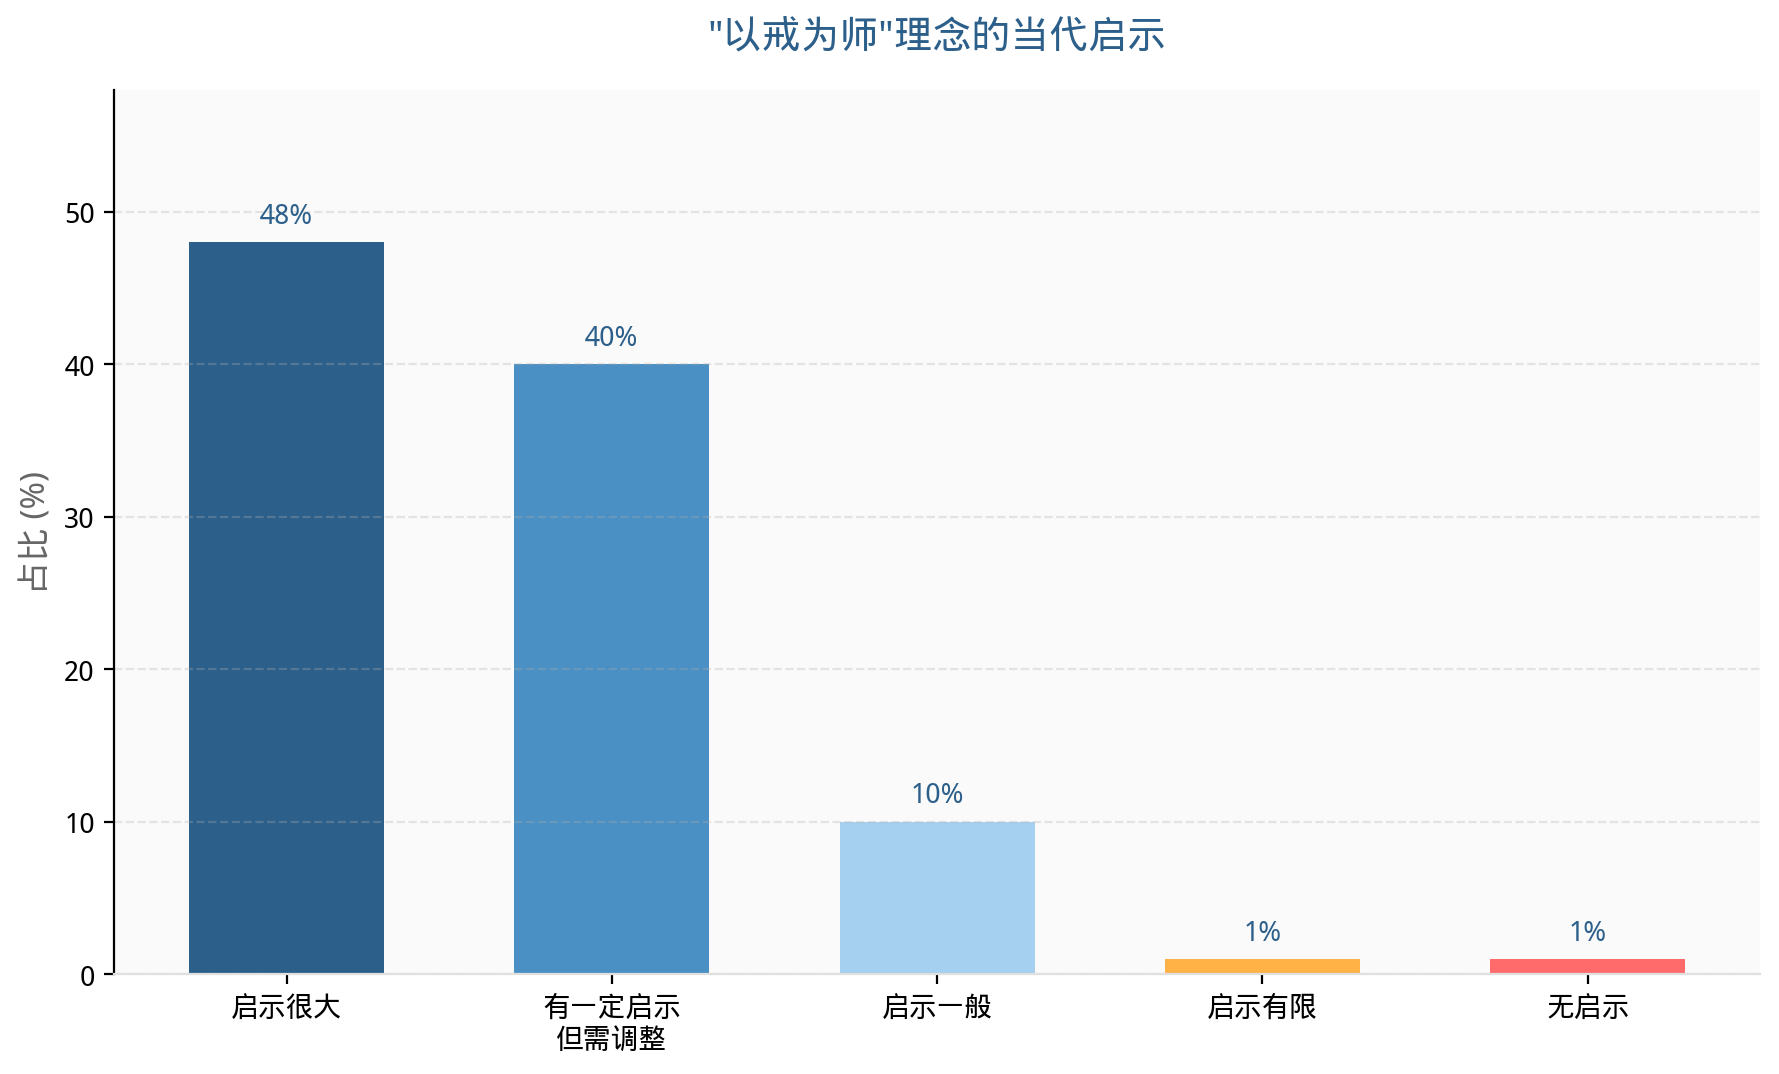 "以戒为师"理念的当代启示
占比 (%)
50
40
30
20
10
0
48%
40%
10%
1%
1%
启示很大
有一定启示
但需调整
启示一般
启示有限
无启示